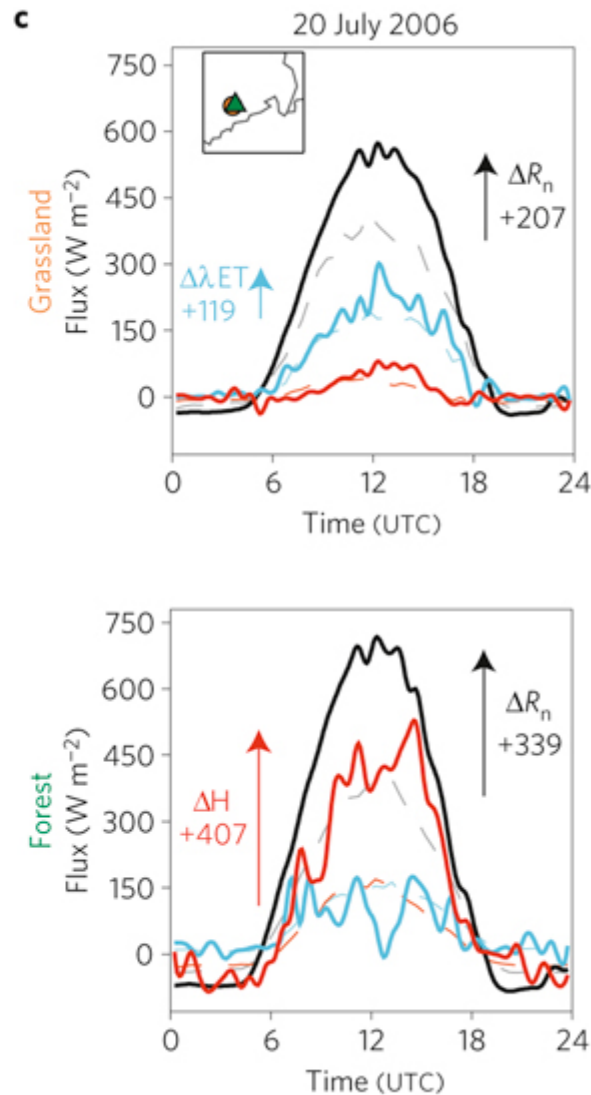 c
20 July 2006
Grassland
Flux (W m⁻²)
750
600
450
300
150
0
ΔRn
+207
ΔλET
+119
0 6 12 18 24
Time (UTC)
Forest
Flux (W m⁻²)
750
600
450
300
150
0
ΔRn
+339
ΔH
+407
0 6 12 18 24
Time (UTC)